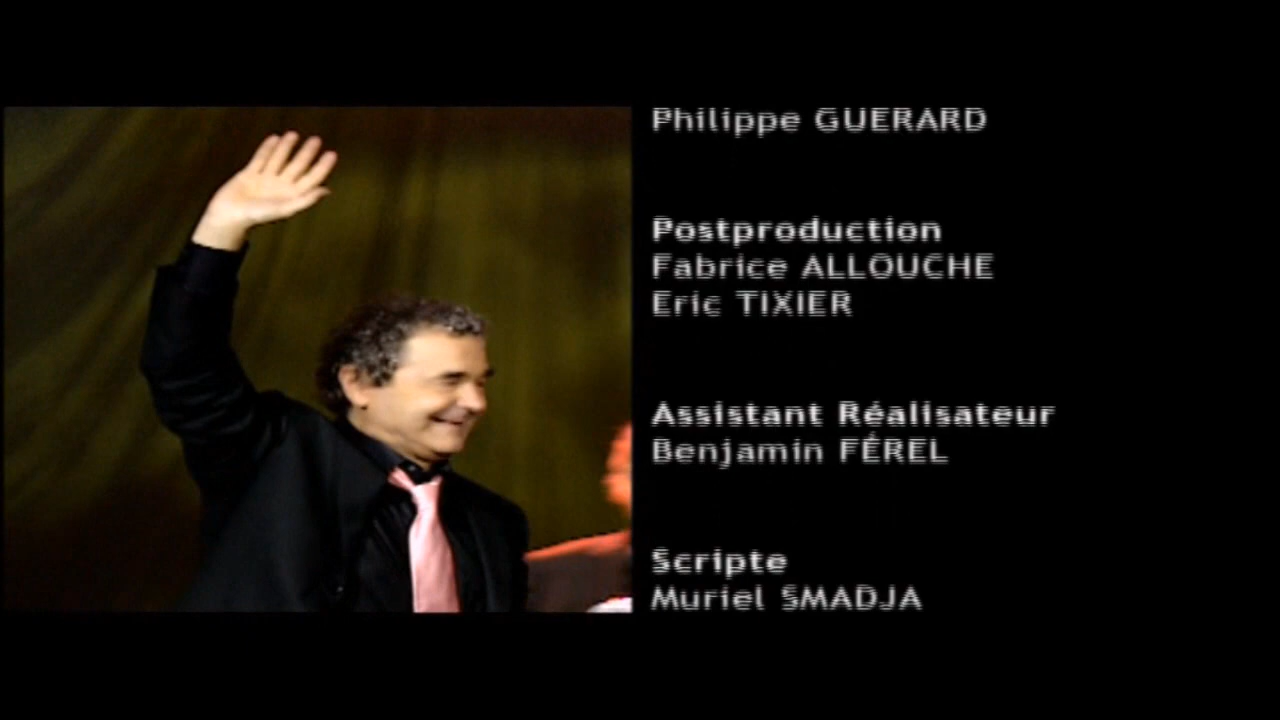 Philippe GUERARD
Postproduction
Fabrice ALLOUCHE
Eric TIXIER
Assistant Réalisateur
Benjamin FÉREL
Scripte
Muriel SMADJA